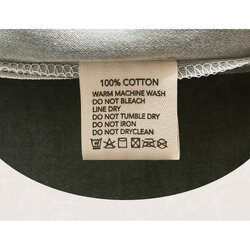 100% COTTON
WARM MACHINE WASH
DO NOT BLEACH
LINE DRY
DO NOT TUMBLE DRY
DO NOT IRON
DO NOT DRYCLEAN